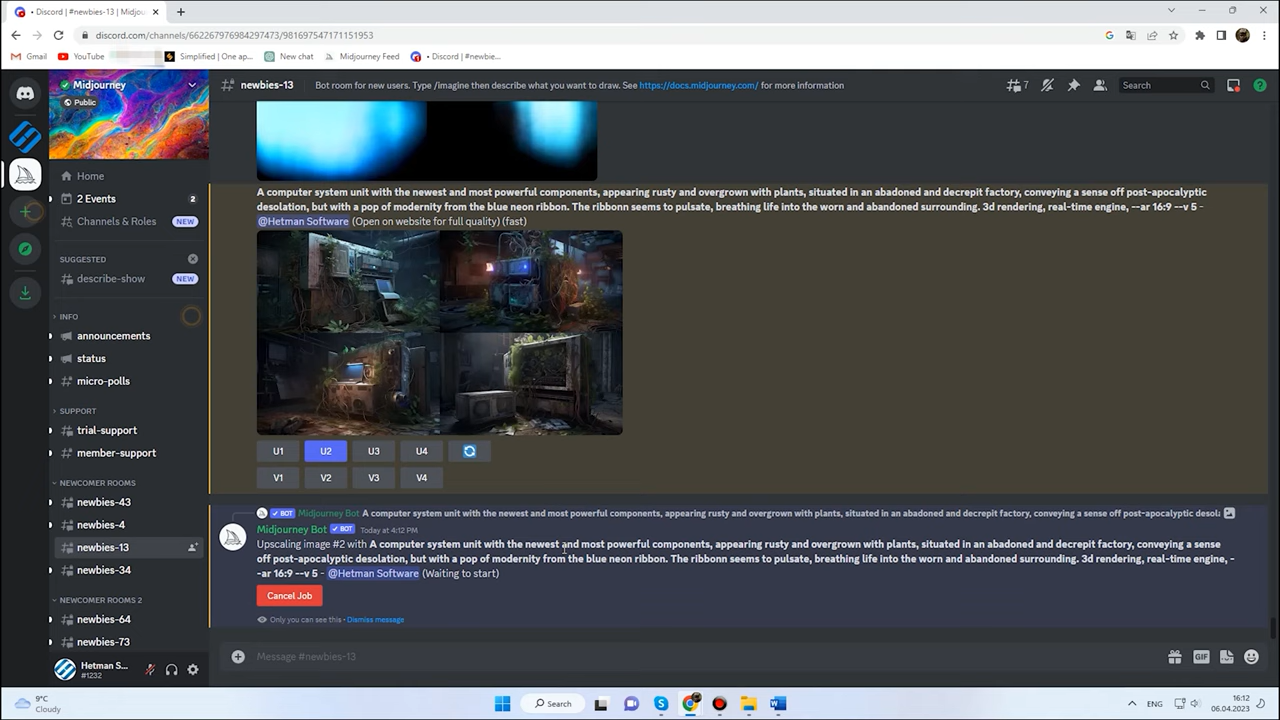 Discord | #newbies-13 | Midjou
discord.com/channels/662267976984297473/981697547171151953
Gmail
YouTube
Simplified | One ap...
New chat
Midjourney Feed
• Discord | #newbie...
Midjourney
Public
Home
2 Events
2
Channels & Roles
NEW
SUGGESTED
describe-show
NEW
INFO
announcements
status
micro-polls
SUPPORT
trial-support
member-support
NEWCOMER ROOMS
newbies-43
newbies-4
newbies-13
newbies-34
NEWCOMER ROOMS 2
newbies-64
newbies-73
Hetman S...
#1232
newbies-13
Bot room for new users. Type /imagine then describe what you want to draw. See https://docs.midjourney.com/ for more information
7
Search
A computer system unit with the newest and most powerful components, appearing rusty and overgrown with plants, situated in an abadoned and decrepit factory, conveying a sense off post-apocalyptic
desolation, but with a pop of modernity from the blue neon ribbon. The ribbonn seems to pulsate, breathing life into the worn and abandoned surrounding. 3d rendering, real-time engine, --ar 16:9 --v 5 -
@Hetman Software (Open on website for full quality) (fast)
U1 U2 U3 U4
V1 V2 V3 V4
BOT Midjourney Bot A computer system unit with the newest and most powerful components, appearing rusty and overgrown with plants, situated in an abadoned and decrepit factory, conveying a sense off post-apocalyptic desol
Midjourney Bot BOT Today at 4:12 PM
Upscaling image #2 with A computer system unit with the newest and most powerful components, appearing rusty and overgrown with plants, situated in an abadoned and decrepit factory, conveying a sense
off post-apocalyptic desolation, but with a pop of modernity from the blue neon ribbon. The ribbonn seems to pulsate, breathing life into the worn and abandoned surrounding. 3d rendering, real-time engine, -
-ar 16:9 --v 5 - @Hetman Software (Waiting to start)
Cancel Job
Only you can see this • Dismiss message
Message #newbies-13
GIF
9°C
Cloudy
Search
ENG
16:12
06.04.2023